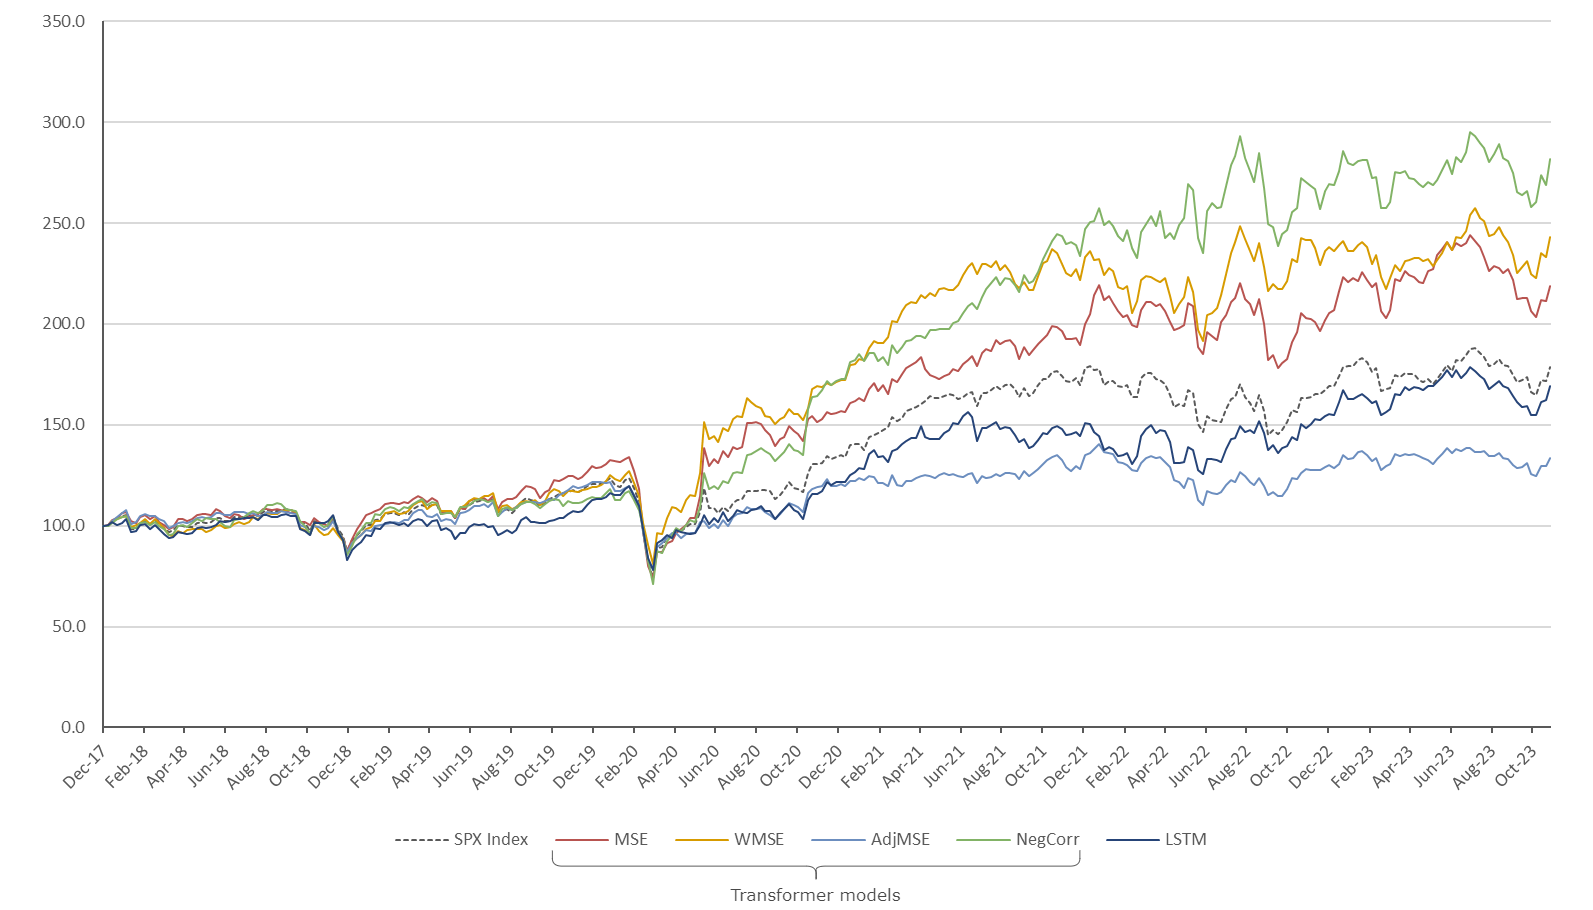 350.0
300.0
250.0
200.0
150.0
100.0
50.0
0.0
Dec-17 Feb-18 Apr-18 Jun-18 Aug-18 Oct-18 Dec-18 Feb-19 Apr-19 Jun-19 Aug-19 Oct-19 Dec-19 Feb-20 Apr-20 Jun-20 Aug-20 Oct-20 Dec-20 Feb-21 Apr-21 Jun-21 Aug-21 Oct-21 Dec-21 Feb-22 Apr-22 Jun-22 Aug-22 Oct-22 Dec-22 Feb-23 Apr-23 Jun-23 Aug-23 Oct-23
SPX Index MSE WMSE AdjMSE NegCorr LSTM
Transformer models